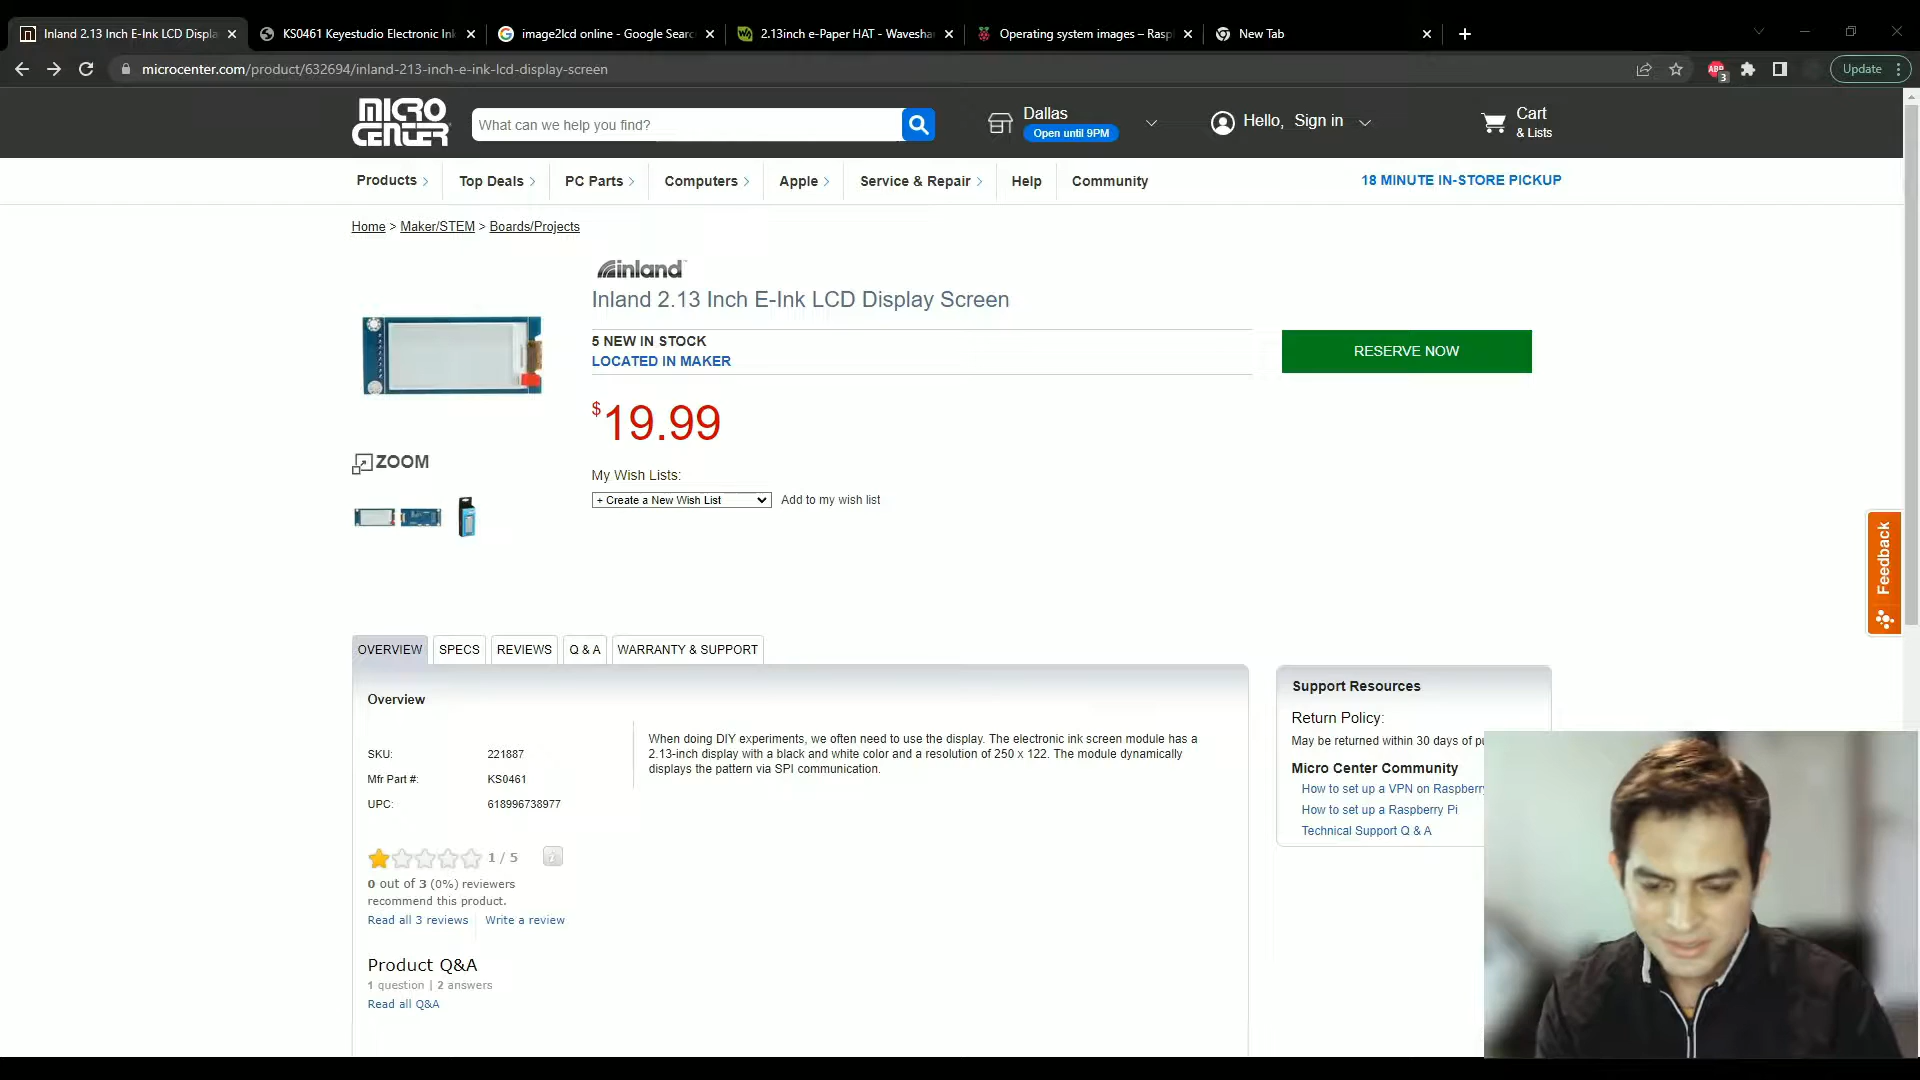 Inland 2.13 Inch E-Ink LCD Displa
KS0461 Keyestudio Electronic Ink
image2lcd online - Google Searc
2.13inch e-Paper HAT - Wavesha
Operating system images – Rasp
New Tab
microcenter.com/product/632694/inland-213-inch-e-ink-lcd-display-screen
ABP
3
Update
MICRO CENTER
What can we help you find?
Dallas
Open until 9PM
Hello, Sign in
Cart
& Lists
Products
Top Deals
PC Parts
Computers
Apple
Service & Repair
Help
Community
18 MINUTE IN-STORE PICKUP
Home > Maker/STEM > Boards/Projects
inland
Inland 2.13 Inch E-Ink LCD Display Screen
5 NEW IN STOCK
LOCATED IN MAKER
RESERVE NOW
$19.99
ZOOM
My Wish Lists:
+ Create a New Wish List
Add to my wish list
Feedback
OVERVIEW
SPECS
REVIEWS
Q & A
WARRANTY & SUPPORT
Overview
SKU: 221887
Mfr Part #: KS0461
UPC: 618996738977
When doing DIY experiments, we often need to use the display. The electronic ink screen module has a
2.13-inch display with a black and white color and a resolution of 250 x 122. The module dynamically
displays the pattern via SPI communication.
1 / 5
0 out of 3 (0%) reviewers
recommend this product.
Read all 3 reviews
Write a review
Product Q&A
1 question | 2 answers
Read all Q&A
Support Resources
Return Policy:
May be returned within 30 days of pu
Micro Center Community
How to set up a VPN on Raspberry
How to set up a Raspberry Pi
Technical Support Q & A